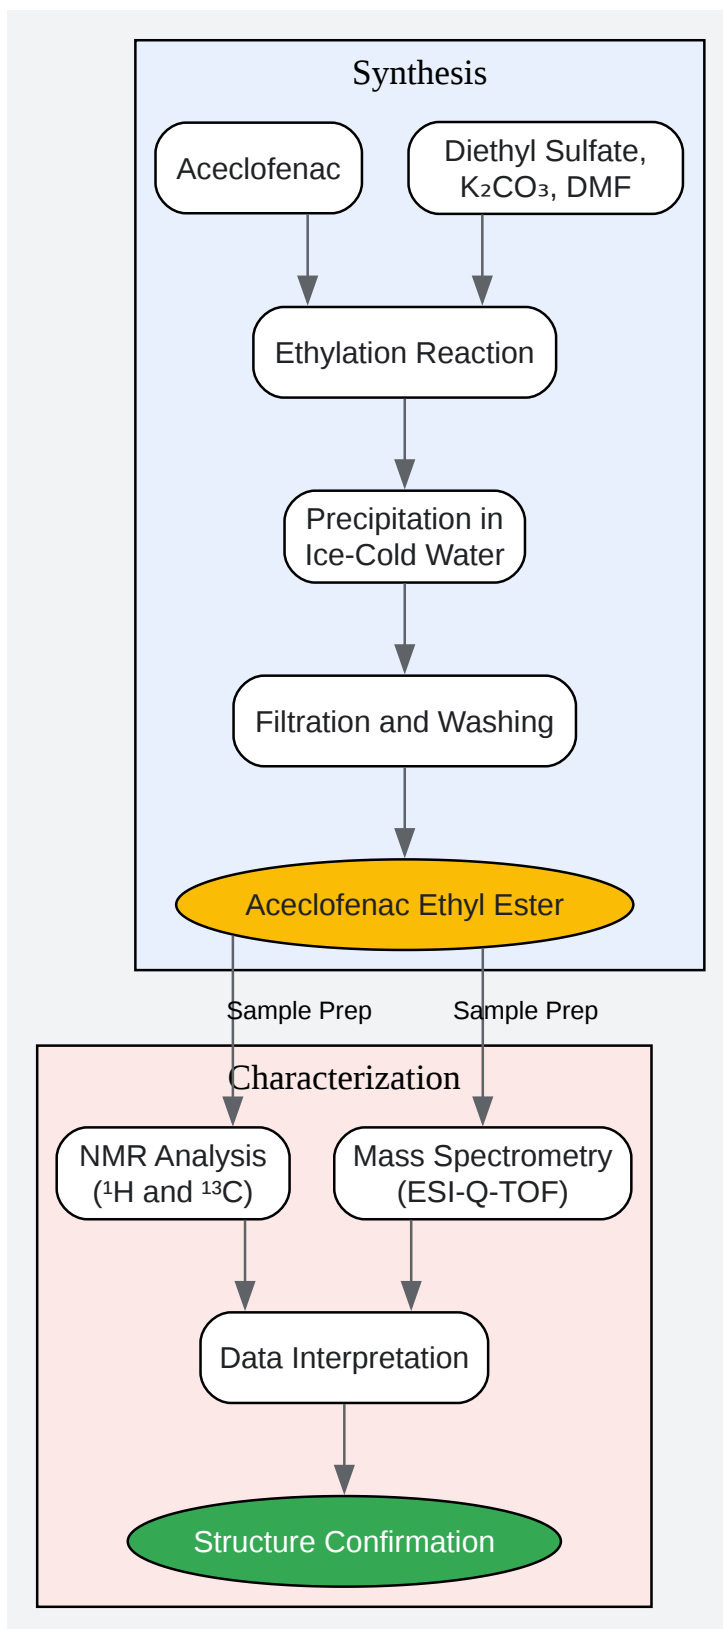 Synthesis
Aceclofenac
Diethyl Sulfate,
K₂CO₃, DMF
Ethylation Reaction
Precipitation in
Ice-Cold Water
Filtration and Washing
Aceclofenac Ethyl Ester
Sample Prep
Sample Prep
Characterization
NMR Analysis
(¹H and ¹³C)
Mass Spectrometry
(ESI-Q-TOF)
Data Interpretation
Structure Confirmation